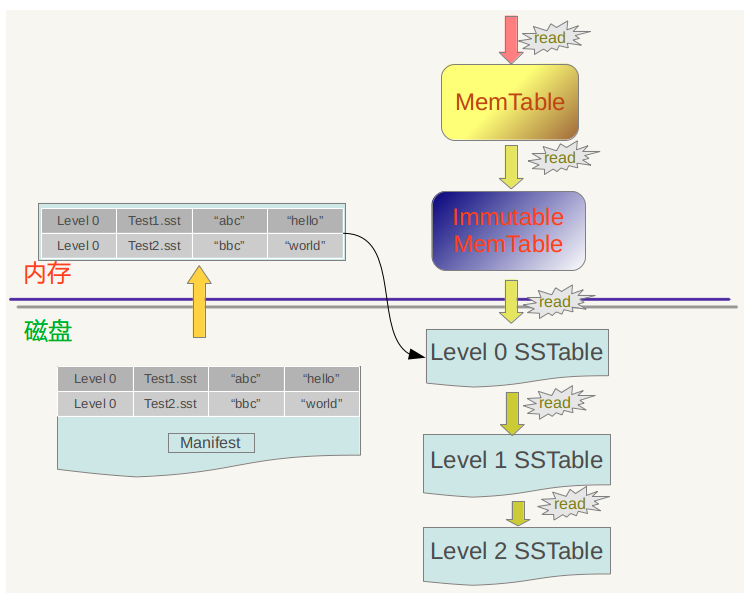 read
MemTable
read
Immutable
MemTable
Level 0 Test1.sst “abc” “hello”
Level 0 Test2.sst “bbc” “world”
内存
read
磁盘
Level 0 SSTable
Level 0 Test1.sst “abc” “hello”
Level 0 Test2.sst “bbc” “world”
read
Manifest
Level 1 SSTable
read
Level 2 SSTable